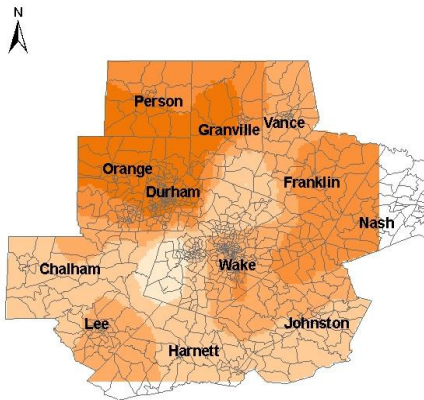 N
Person
Granville
Vance
Orange
Durham
Franklin
Nash
Chalham
Wake
Lee
Johnston
Harnett